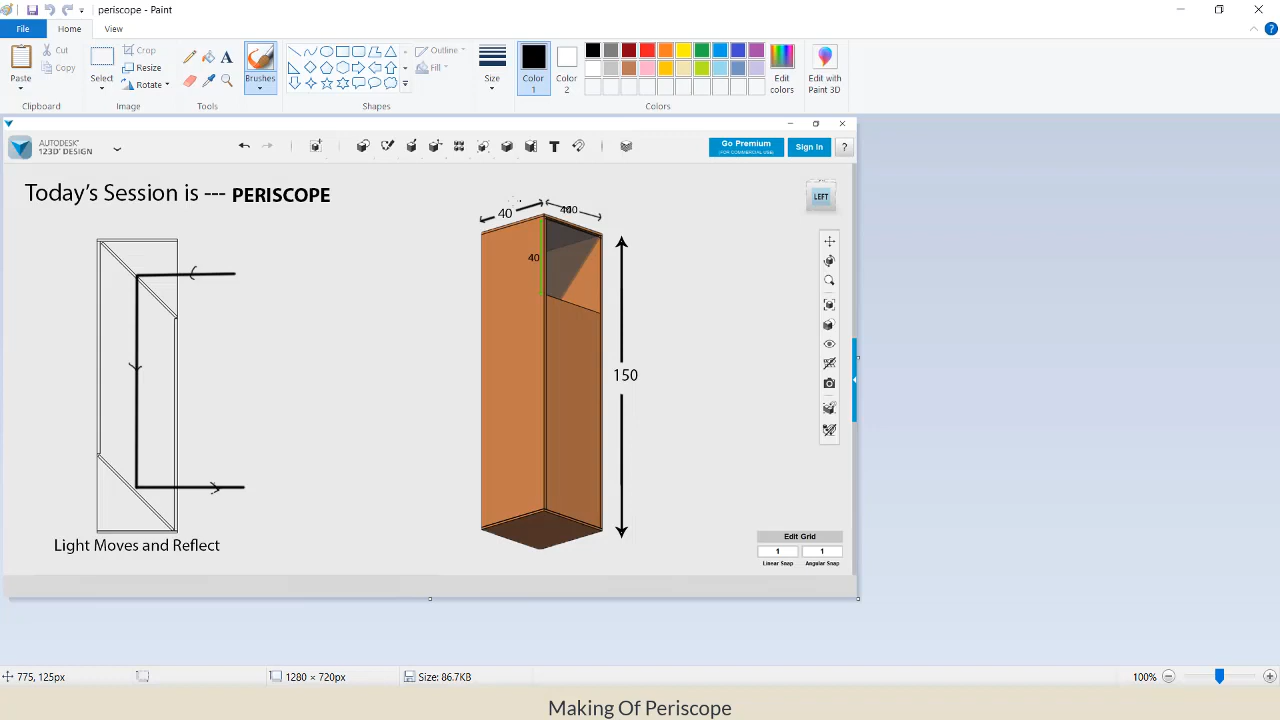 periscope - Paint
File
Home
View
Paste
Cut
Copy
Clipboard
Select
Crop
Resize
Rotate
Image
A
Tools
Brushes
Outline
Fill
Shapes
Size
Color
1
Color
2
Edit
colors
Edit with
Paint 3D
Colors
AUTODESK®
123D® DESIGN
T
Go Premium
(FOR COMMERCIAL USE)
Sign In
?
Today's Session is --- PERISCOPE
LEFT
40
40
150
Light Moves and Reflect
Edit Grid
1
1
Linear Snap
Angular Snap
775, 125px
1280 × 720px
Size: 86.7KB
100%
Making Of Periscope